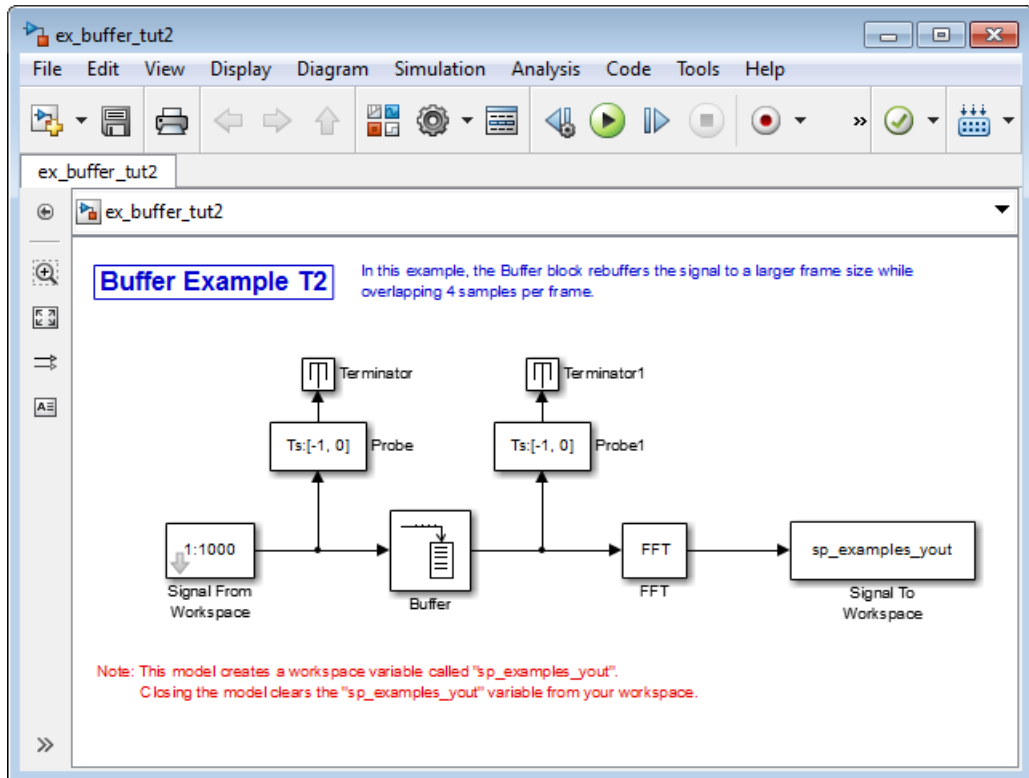 ex_buffer_tut2
File Edit View Display Diagram Simulation Analysis Code Tools Help
»
ex_buffer_tut2
ex_buffer_tut2
Buffer Example T2
In this example, the Buffer block rebuffers the signal to a larger frame size while
overlapping 4 samples per frame.
Terminator
Terminator1
Ts:[-1, 0]
Probe
Ts:[-1, 0]
Probe1
1:1000
FFT
sp_examples_yout
Signal From
Workspace
Buffer
FFT
Signal To
Workspace
Note: This model creates a workspace variable called "sp_examples_yout".
Closing the model clears the "sp_examples_yout" variable from your workspace.
A
»